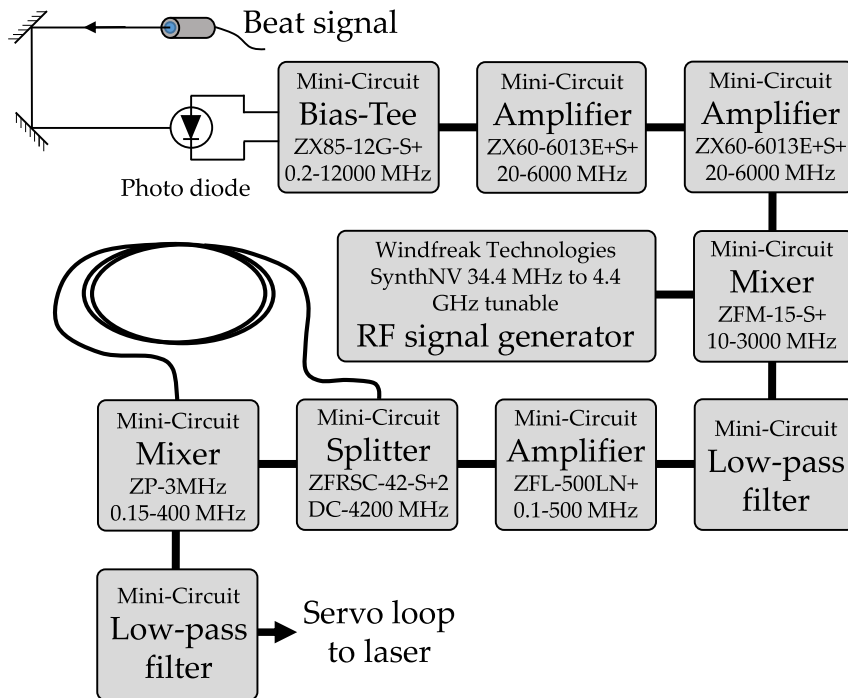 Beat signal
Photo diode
Mini-Circuit
Bias-Tee
ZX85-12G-S+
0.2-12000 MHz
Mini-Circuit
Amplifier
ZX60-6013E+S+
20-6000 MHz
Mini-Circuit
Amplifier
ZX60-6013E+S+
20-6000 MHz
Windfreak Technologies
SynthNV 34.4 MHz to 4.4
GHz tunable
RF signal generator
Mini-Circuit
Mixer
ZFM-15-S+
10-3000 MHz
Mini-Circuit
Mixer
ZP-3MHz
0.15-400 MHz
Mini-Circuit
Splitter
ZFRSC-42-S+2
DC-4200 MHz
Mini-Circuit
Amplifier
ZFL-500LN+
0.1-500 MHz
Mini-Circuit
Low-pass
filter
Mini-Circuit
Low-pass
filter
Servo loop
to laser